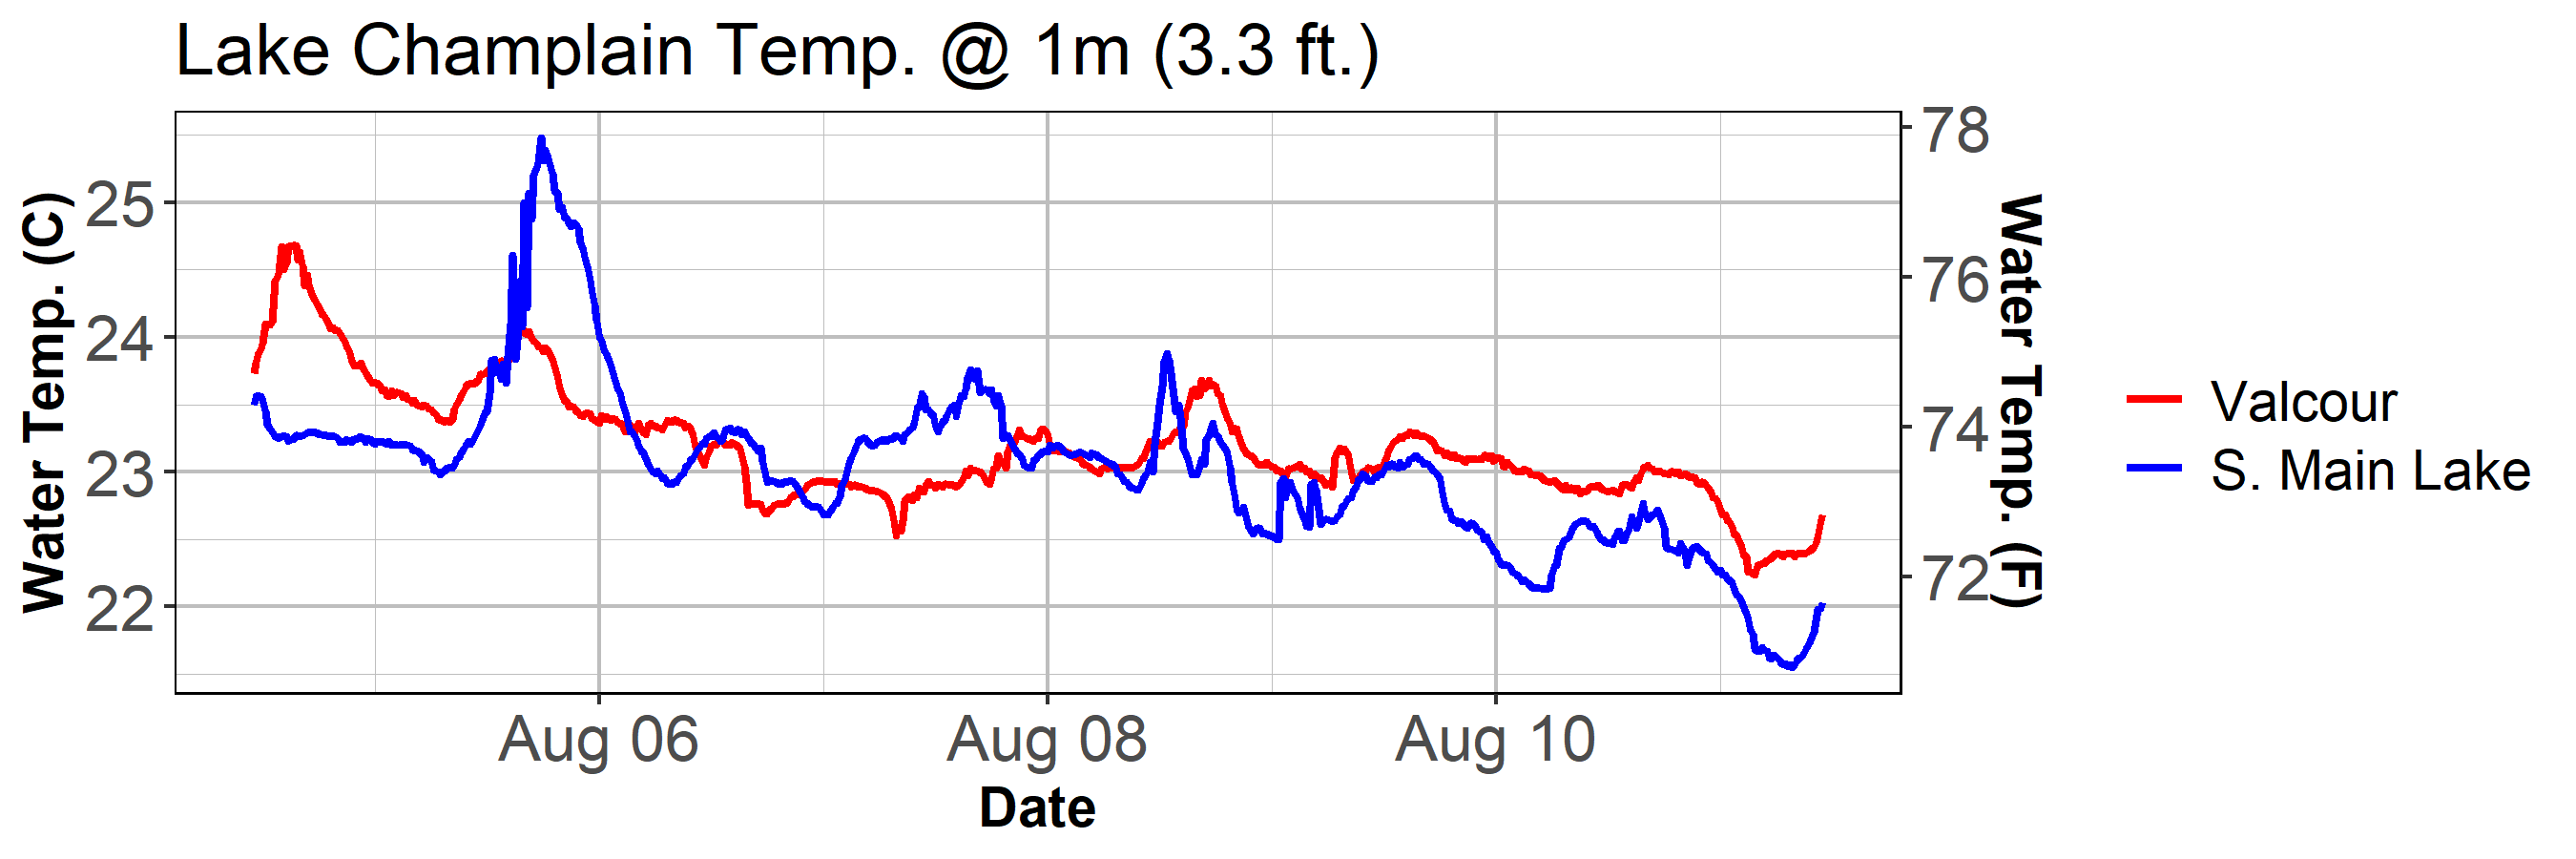 Lake Champlain Temp. @ 1m (3.3 ft.)
Water Temp. (C)
25
24
23
22
78
76
74
72
Water Temp. (F)
Aug 06
Aug 08
Aug 10
Date
Valcour
S. Main Lake